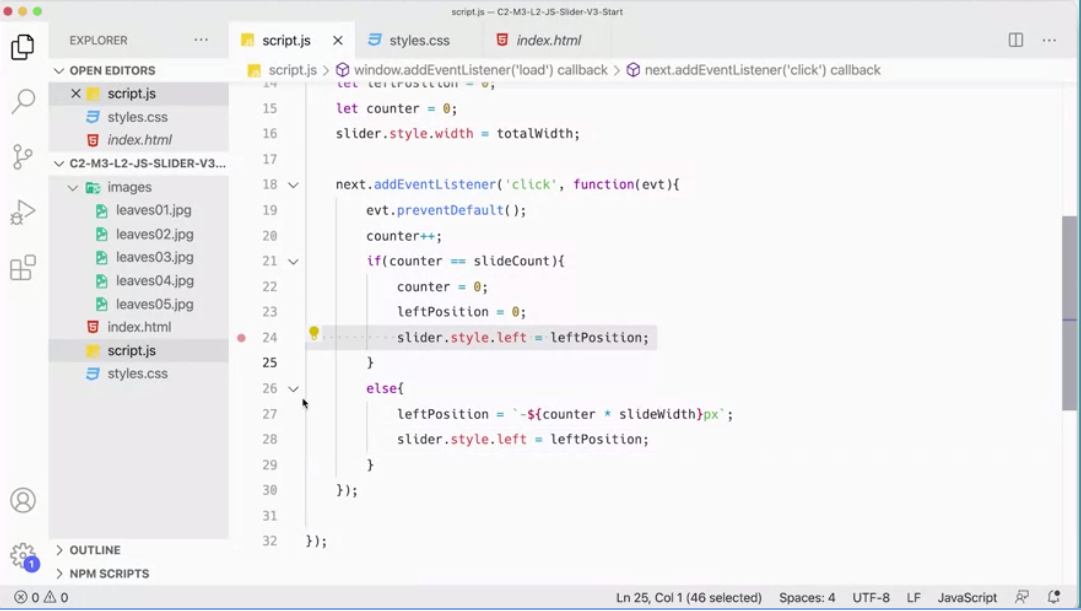 script.js — C2-M3-L2-JS-Slider-V3-Start
EXPLORER
script.js
styles.css
index.html
OPEN EDITORS
script.js
styles.css
index.html
C2-M3-L2-JS-SLIDER-V3...
images
leaves01.jpg
leaves02.jpg
leaves03.jpg
leaves04.jpg
leaves05.jpg
index.html
script.js
styles.css
OUTLINE
NPM SCRIPTS
script.js > window.addEventListener('load') callback > next.addEventListener('click') callback
14 let leftPosition = 0;
15 let counter = 0;
16 slider.style.width = totalWidth;
17
18 next.addEventListener('click', function(evt){
19 evt.preventDefault();
20 counter++;
21 if(counter == slideCount){
22 counter = 0;
23 leftPosition = 0;
24 slider.style.left = leftPosition;
25 }
26 else{
27 leftPosition = `-${counter * slideWidth}px`;
28 slider.style.left = leftPosition;
29 }
30 });
31
32 });
1
0 0
Ln 25, Col 1 (46 selected) Spaces: 4 UTF-8 LF JavaScript